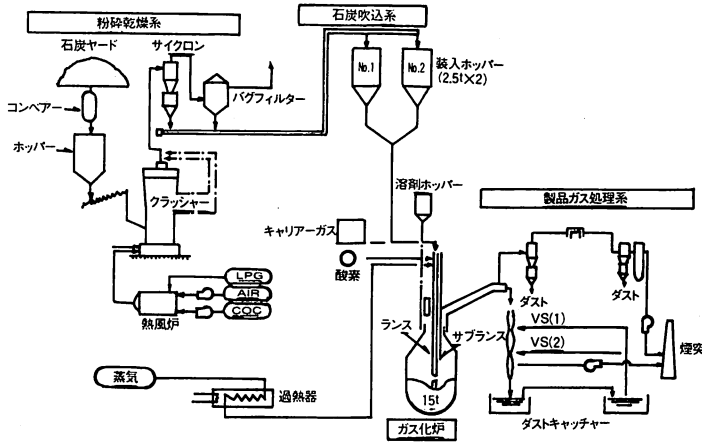 粉砕乾燥系
石炭吹込系
石炭ヤード
サイクロン
No.1
No.2
装入ホッパー
(2.5t×2)
コンベアー
バグフィルター
ホッパー
クラッシャー
溶剤ホッパー
製品ガス処理系
キャリアーガス
酸素
LPG
AIR
COC
熱風炉
ダスト
ダスト
ランス
サブランス
VS(1)
VS(2)
煙突
蒸気
過熱器
15t
ガス化炉
ダストキャッチャー